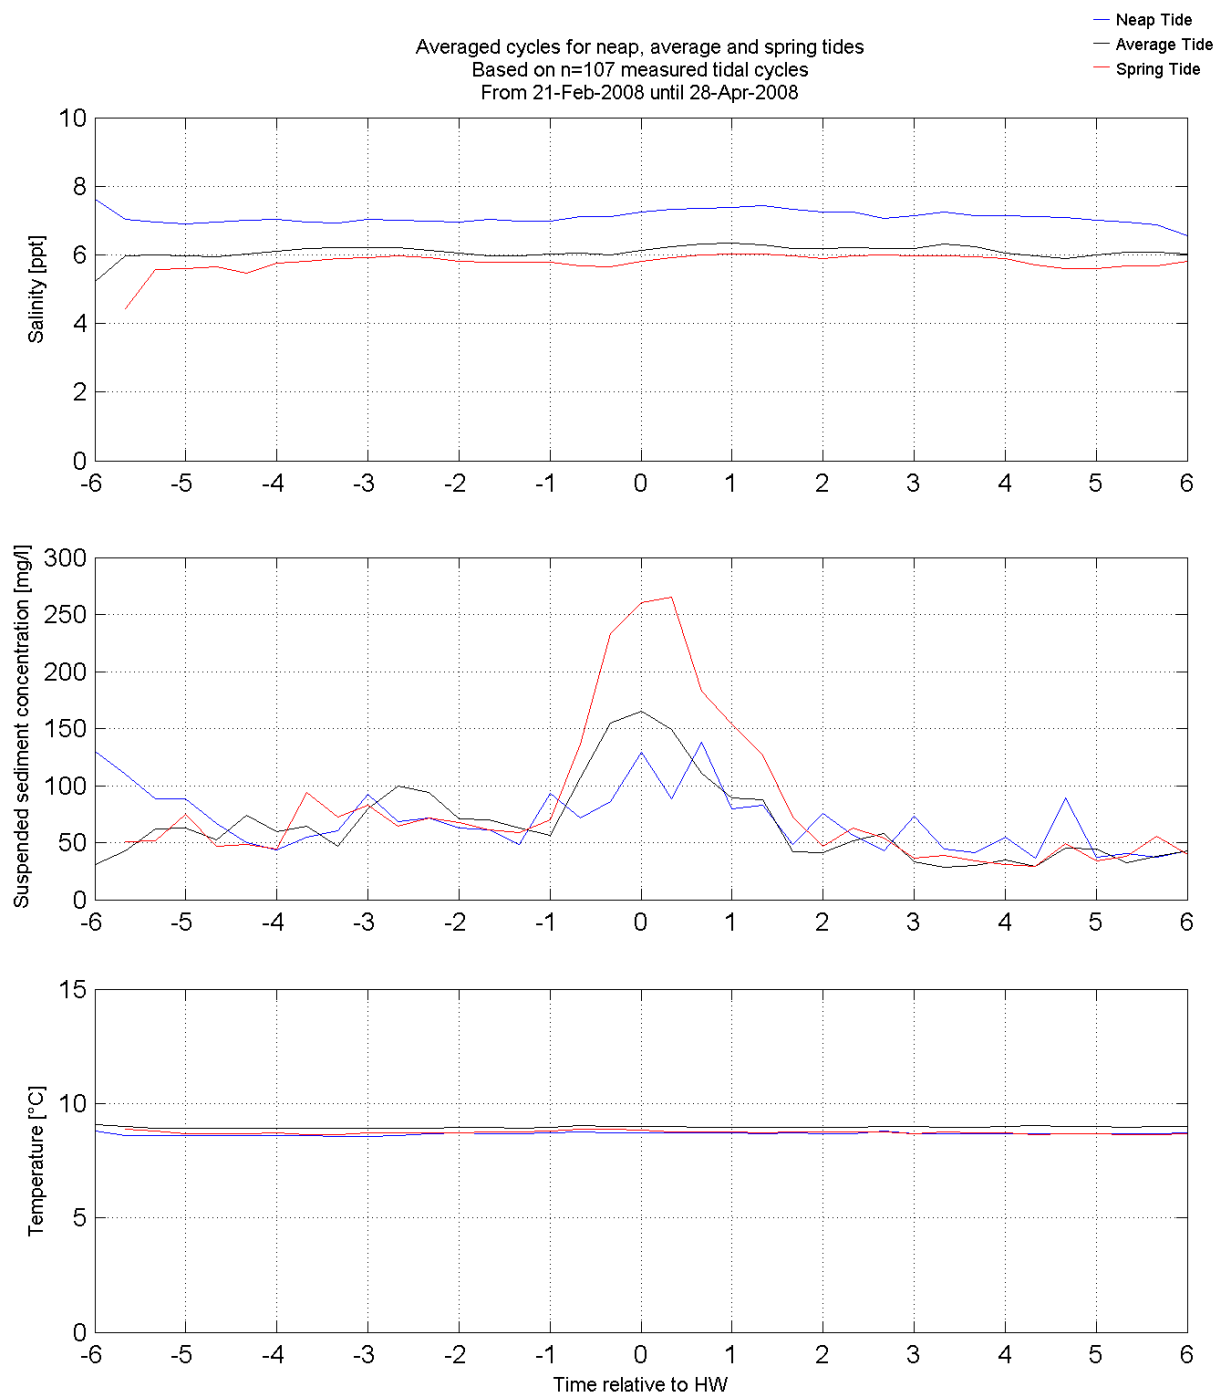 Neap Tide
Average Tide
Spring Tide
Averaged cycles for neap, average and spring tides
Based on n=107 measured tidal cycles
From 21-Feb-2008 until 28-Apr-2008
Salinity [ppt]
10
8
6
4
2
0
-6 -5 -4 -3 -2 -1 0 1 2 3 4 5 6
Suspended sediment concentration [mg/l]
300
250
200
150
100
50
0
-6 -5 -4 -3 -2 -1 0 1 2 3 4 5 6
Temperature [°C]
15
10
5
0
-6 -5 -4 -3 -2 -1 0 1 2 3 4 5 6
Time relative to HW